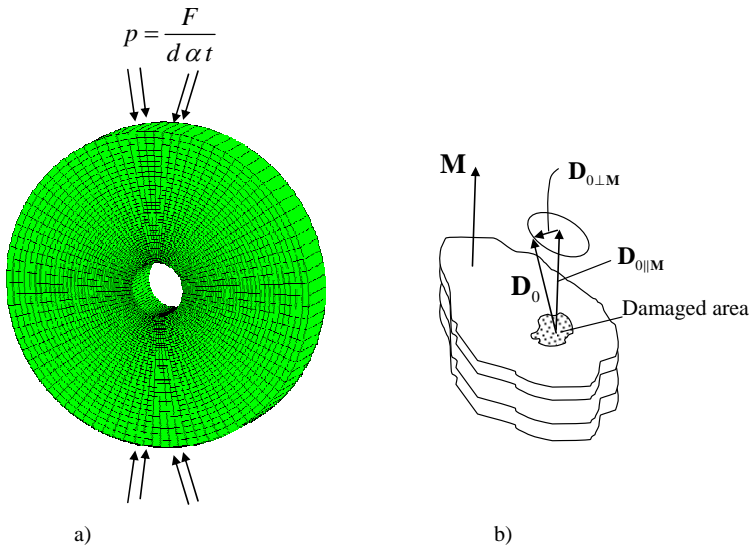 p = F / (d α t)
M
D₀⊥M
D₀∥M
D₀
Damaged area
a)
b)